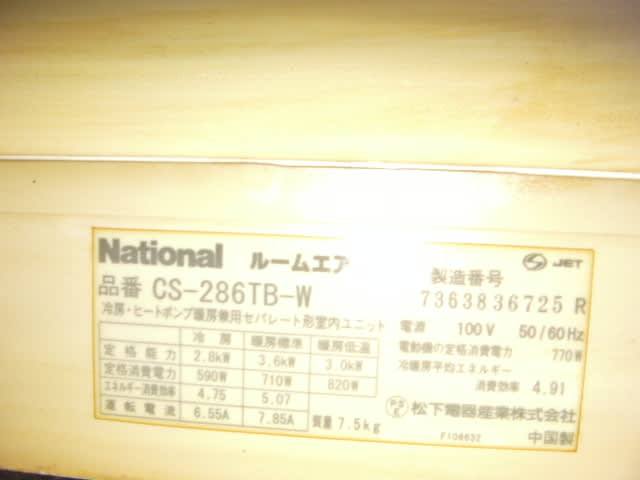 National ルームエア
JET
品番 CS-286TB-W
製造番号
7363836725 R
冷房・ヒートポンプ暖房兼用セパレート形室内ユニット
冷房 暖房標準 暖房低温
定格能力 2.8kW 3.6kW 3.0kW
定格消費電力 590W 710W 820W
エネルギー消費効率 4.75 5.07
運転電流 6.55A 7.85A
質量 7.5kg
電源 100V 50/60Hz
電動機の定格消費電力 770W
冷暖房平均エネルギー
消費効率 4.91
PSE 松下電器産業株式会社
F106632 中国製